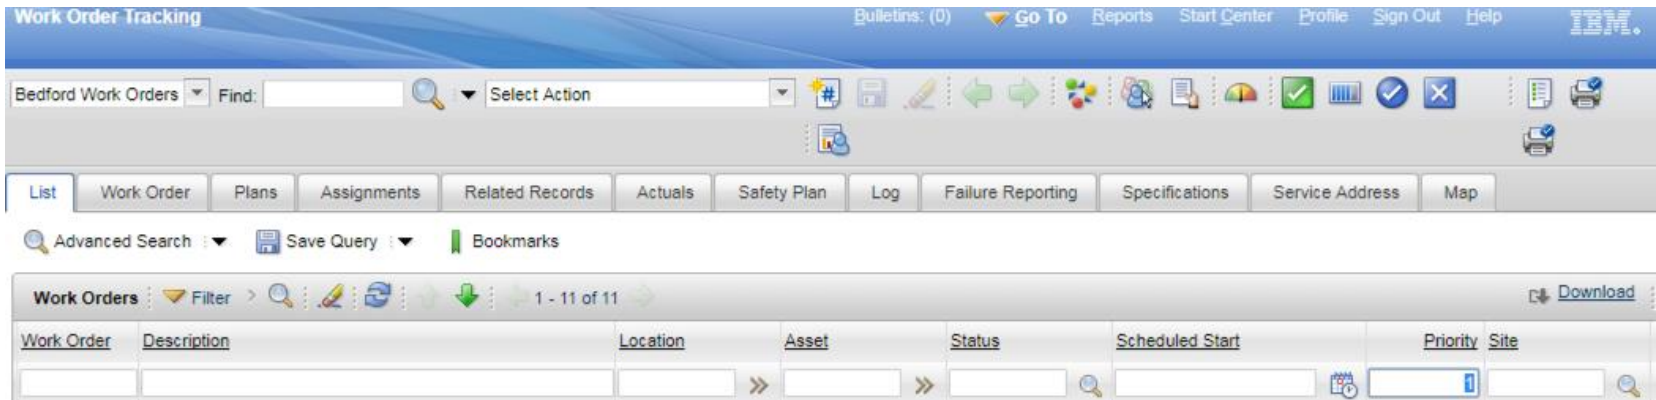 Work Order Tracking Bulletins: (0) Go To Reports Start Center Profile Sign Out Help IBM.
Bedford Work Orders Find: Select Action
List Work Order Plans Assignments Related Records Actuals Safety Plan Log Failure Reporting Specifications Service Address Map
Advanced Search Save Query Bookmarks
Work Orders Filter > 1 - 11 of 11 Download
Work Order Description Location Asset Status Scheduled Start Priority Site
» » 1